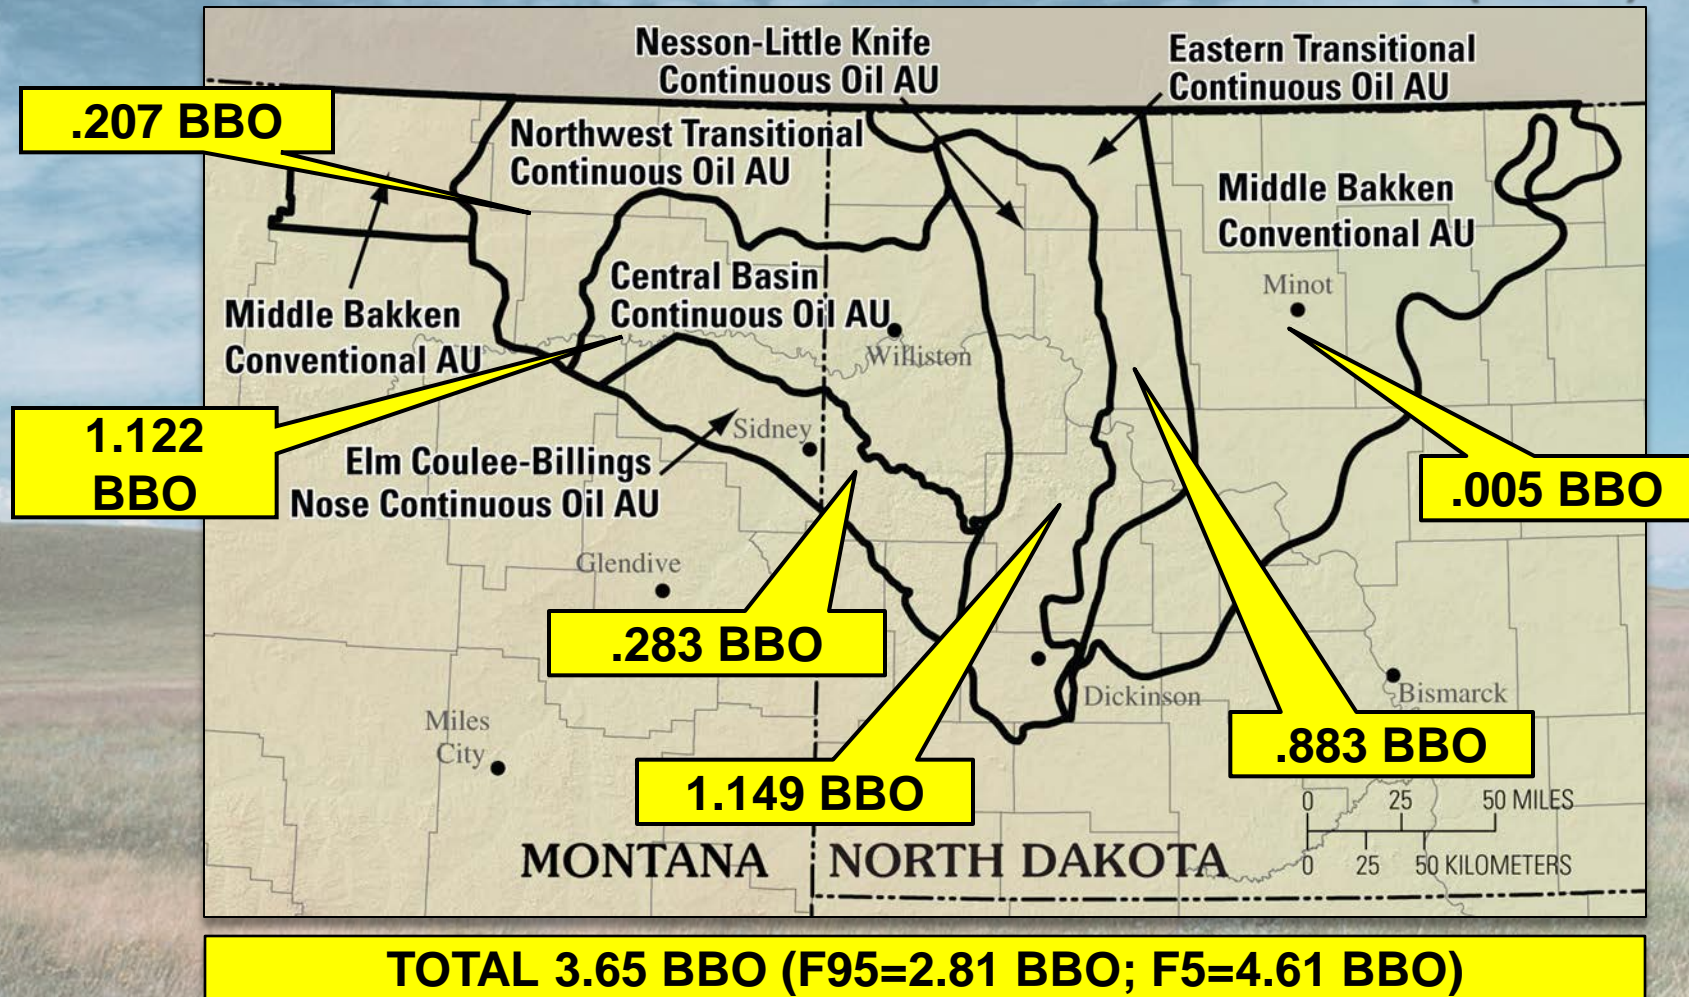 Nesson-Little Knife
Continuous Oil AU
Eastern Transitional
Continuous Oil AU
.207 BBO
Northwest Transitional
Continuous Oil AU
Middle Bakken
Conventional AU
Central Basin
Continuous Oil AU
Minot
Middle Bakken
Conventional AU
Williston
1.122
BBO
Sidney
Elm Coulee-Billings
Nose Continuous Oil AU
.005 BBO
Glendive
.283 BBO
Dickinson
Bismarck
Miles
City
.883 BBO
1.149 BBO
0 25 50 MILES
0 25 50 KILOMETERS
MONTANA
NORTH DAKOTA
TOTAL 3.65 BBO (F95=2.81 BBO; F5=4.61 BBO)